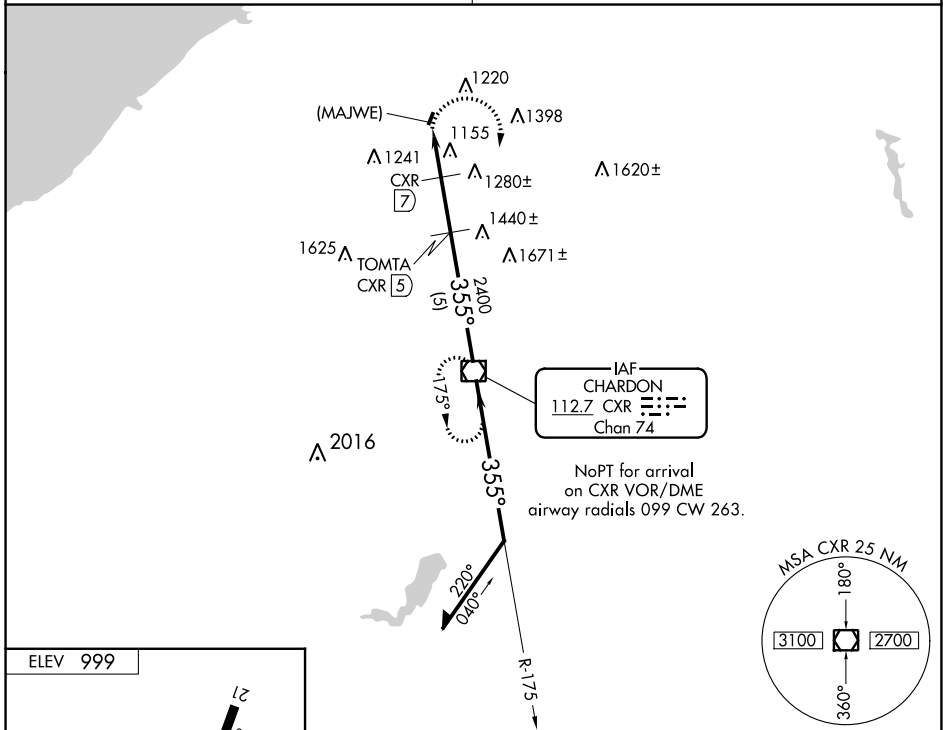 1220
(MAJWE)
1398
1155
1241
CXR
7
1280±
1620±
1440±
1625
TOMTA
CXR 5
1671±
2400
355°
(5)
IAF
CHARDON
112.7 CXR
Chan 74
175°
2016
355°
NoPT for arrival
on CXR VOR/DME
airway radials 099 CW 263.
220°
040°
R-175
MSA CXR 25 NM
180°
3100
2700
360°
ELEV 999
21